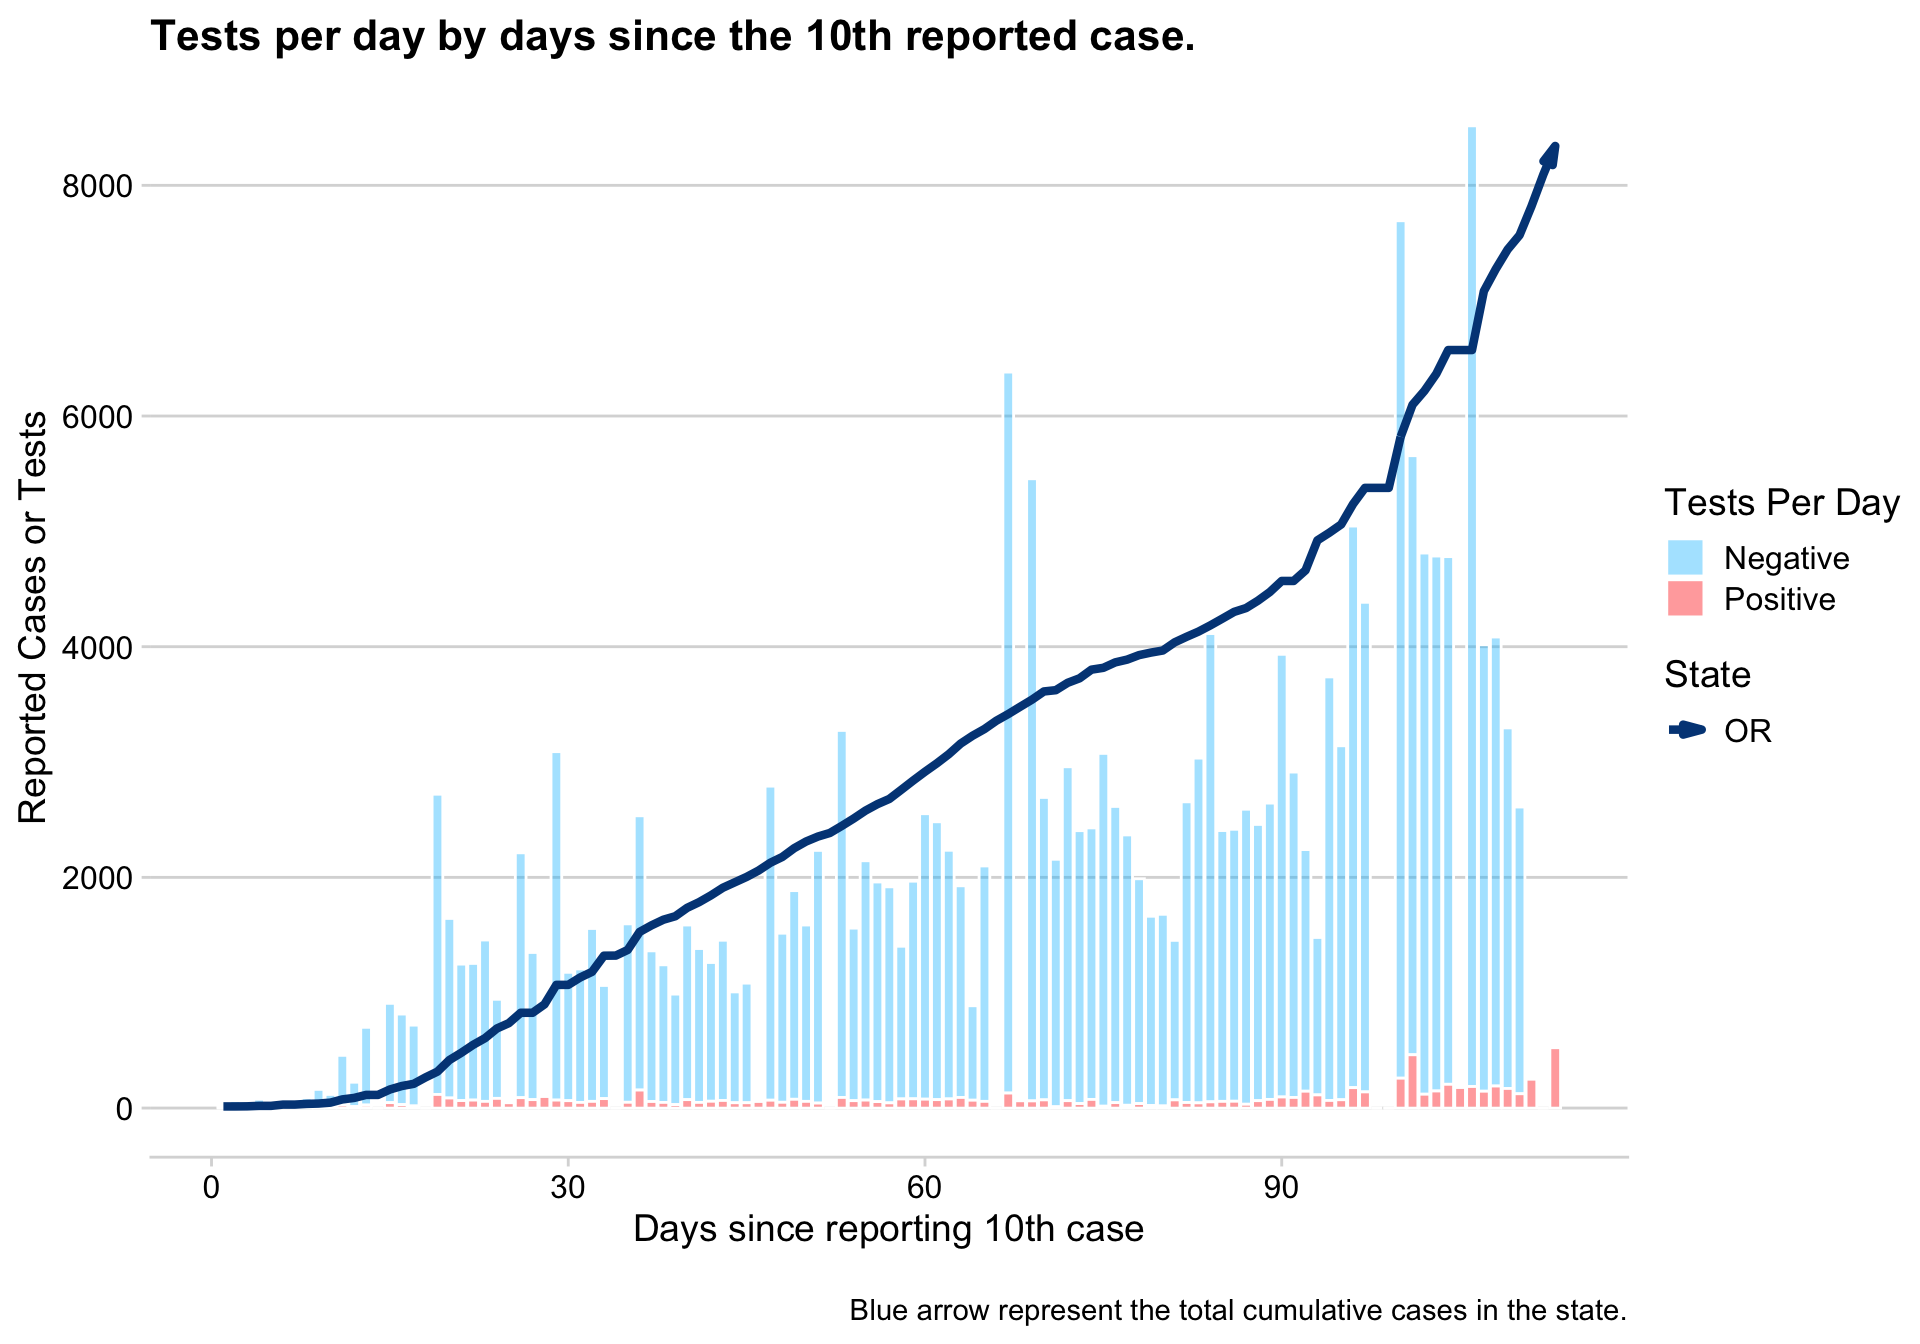 Tests per day by days since the 10th reported case.
8000
6000
4000
2000
0
Reported Cases or Tests
0 30 60 90
Days since reporting 10th case
Tests Per Day
Negative
Positive
State
OR
Blue arrow represent the total cumulative cases in the state.